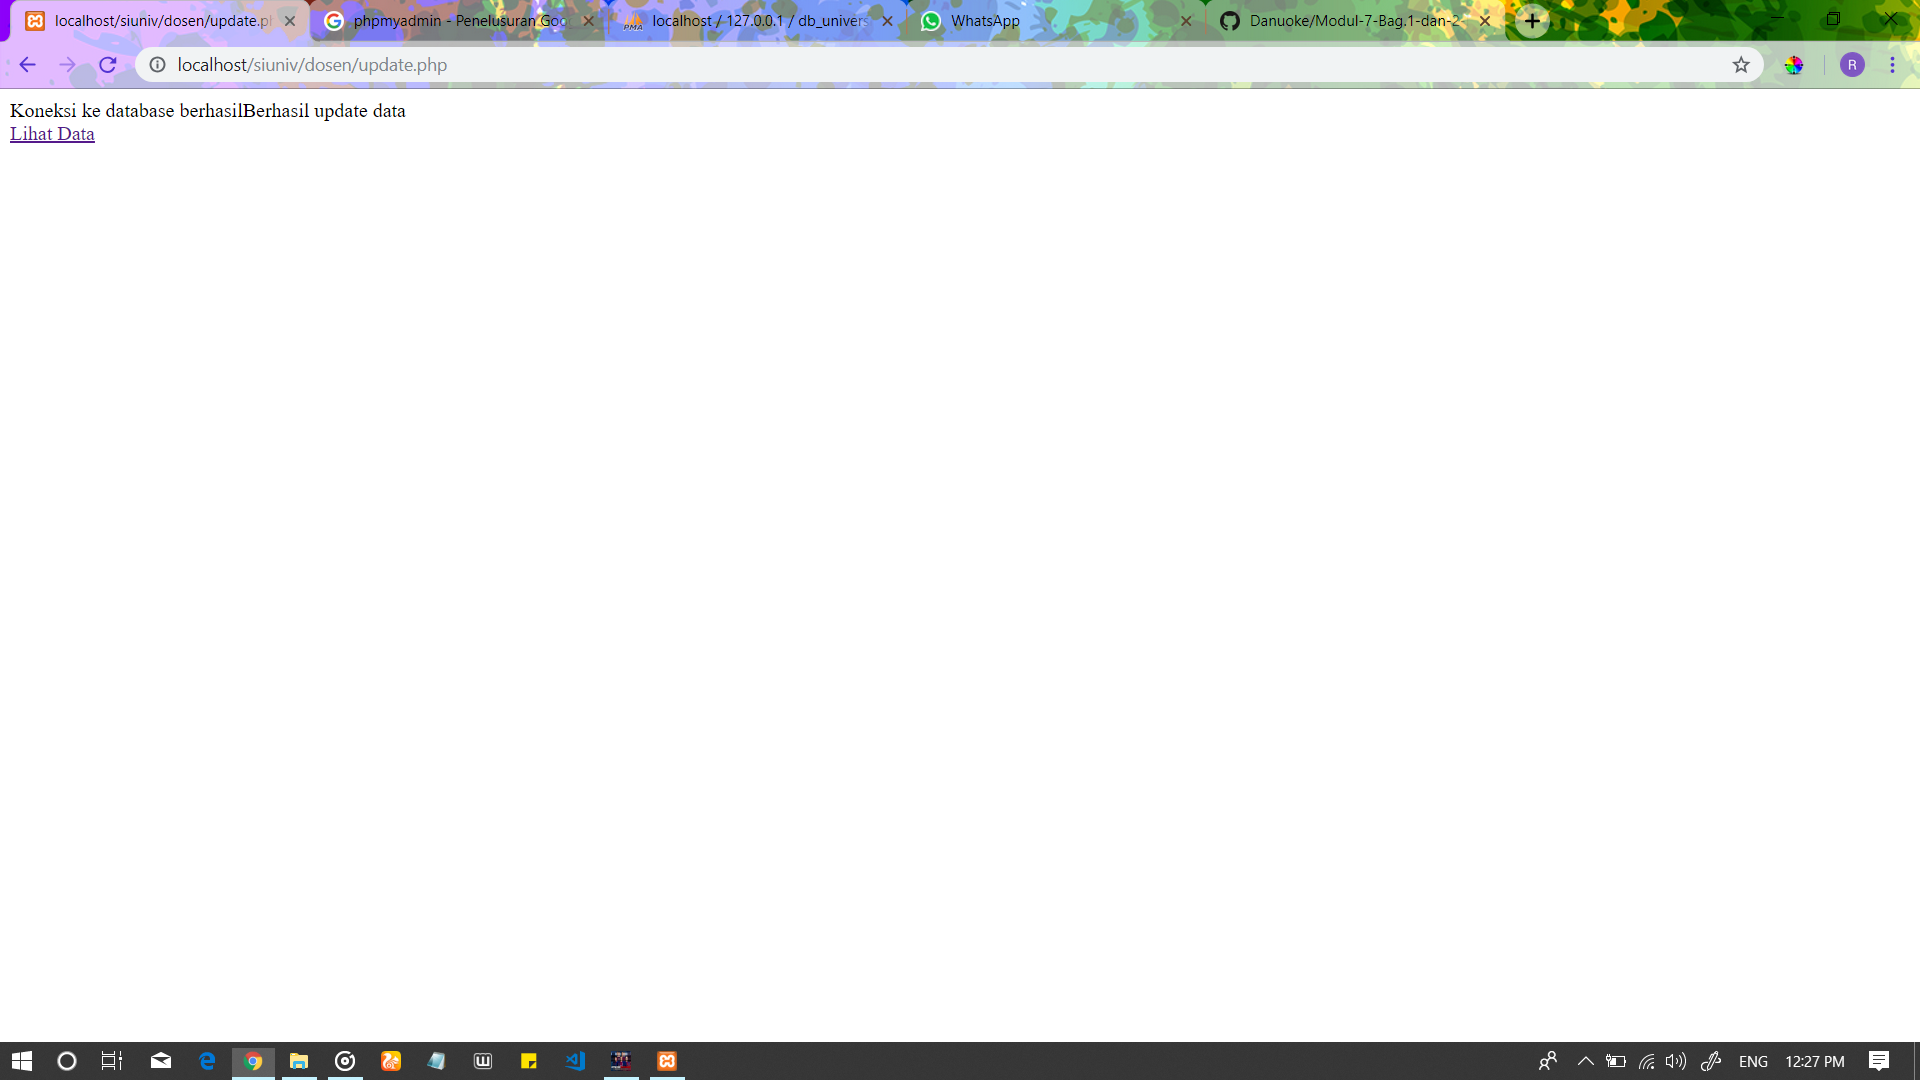 localhost/siuniv/dosen/update.ph
phpmyadmin - Penelusuran Goo
localhost / 127.0.0.1 / db_univers
WhatsApp
Danuoke/Modul-7-Bag.1-dan-2-
localhost/siuniv/dosen/update.php
R
Koneksi ke database berhasilBerhasil update data
Lihat Data
ENG
12:27 PM